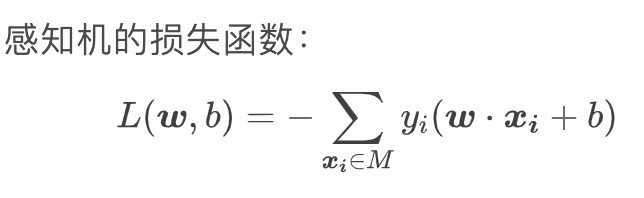 感知机的损失函数：
L(w, b) = − ∑_{x_i∈M} y_i(w · x_i + b)